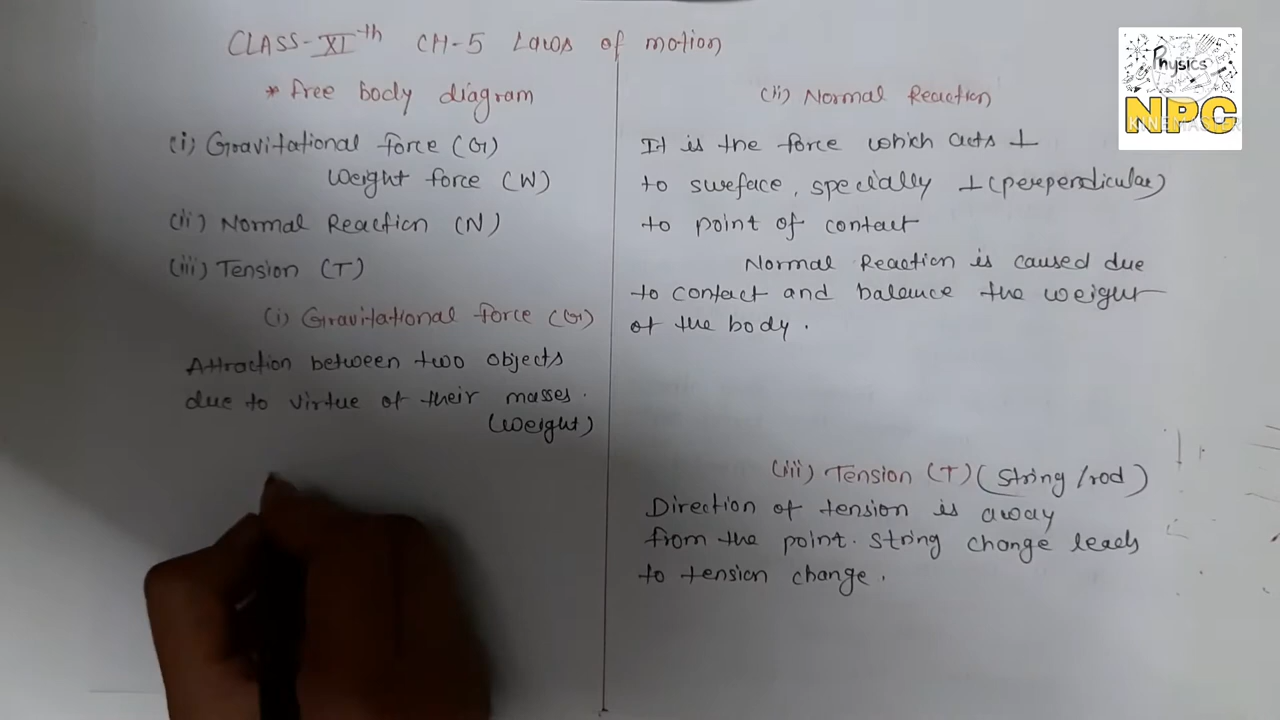 CLASS-XIth CH-5 Laws of motion
* free body diagram
(i) Gravitational force (G)
Weight force (W)
(ii) Normal Reaction (N)
(iii) Tension (T)
(i) Gravitational force (G)
Attraction between two objects
due to virtue of their masses.
(weight)
(ii) Normal Reaction
It is the force which acts ⊥
to sureface, specially ⊥ (perependicular)
to point of contact
Normal Reaction is caused due
to contact and balance the weight
of the body.
(iii) Tension (T) (string/rod)
Direction of tension is away
from the point. string change leads
to tension change.
Physics
NPC
KINEMASTER